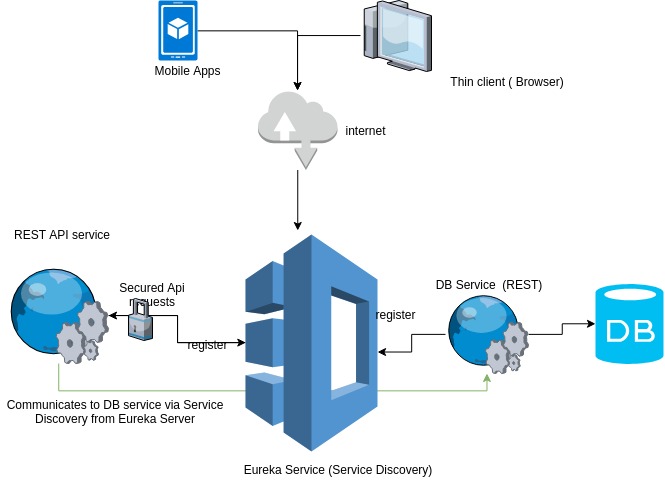 Mobile Apps
Thin client ( Browser)
internet
REST API service
Secured Api
requests
DB Service (REST)
register
register
DB
Communicates to DB service via Service
Discovery from Eureka Server
Eureka Service (Service Discovery)